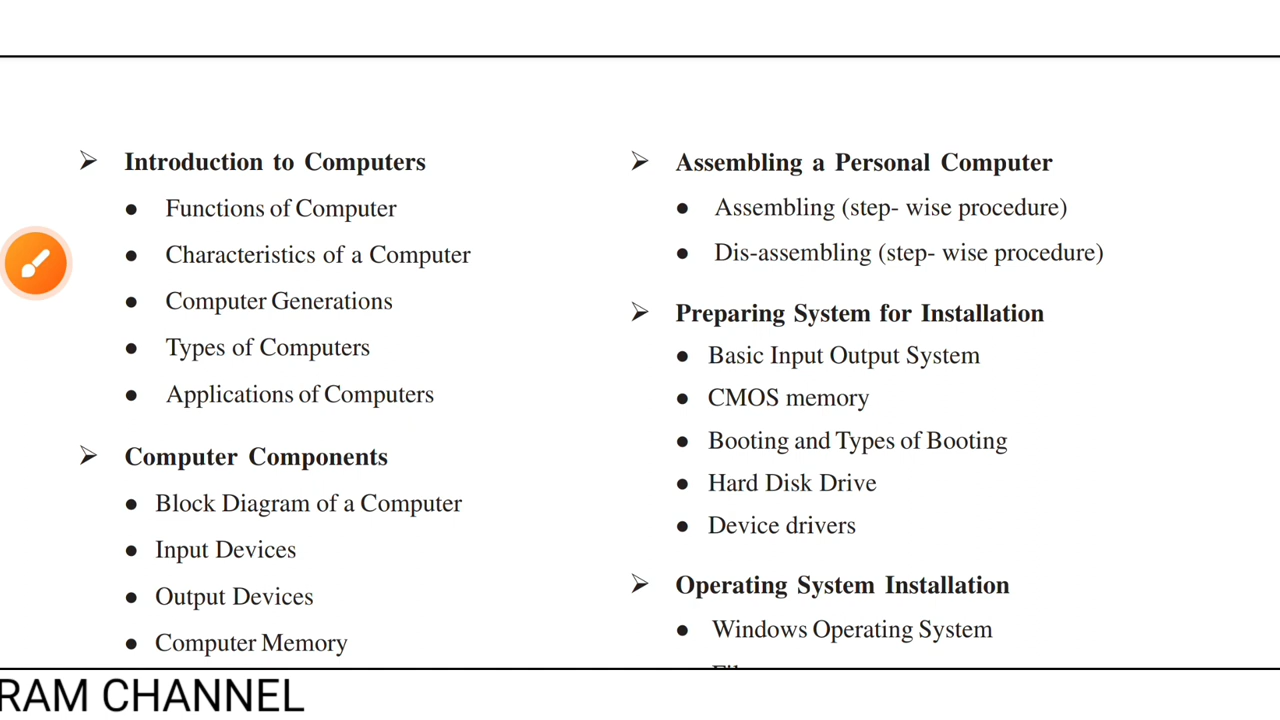 Introduction to Computers
Functions of Computer
Characteristics of a Computer
Computer Generations
Types of Computers
Applications of Computers
Computer Components
Block Diagram of a Computer
Input Devices
Output Devices
Computer Memory
Assembling a Personal Computer
Assembling (step- wise procedure)
Dis-assembling (step- wise procedure)
Preparing System for Installation
Basic Input Output System
CMOS memory
Booting and Types of Booting
Hard Disk Drive
Device drivers
Operating System Installation
Windows Operating System
RAM CHANNEL